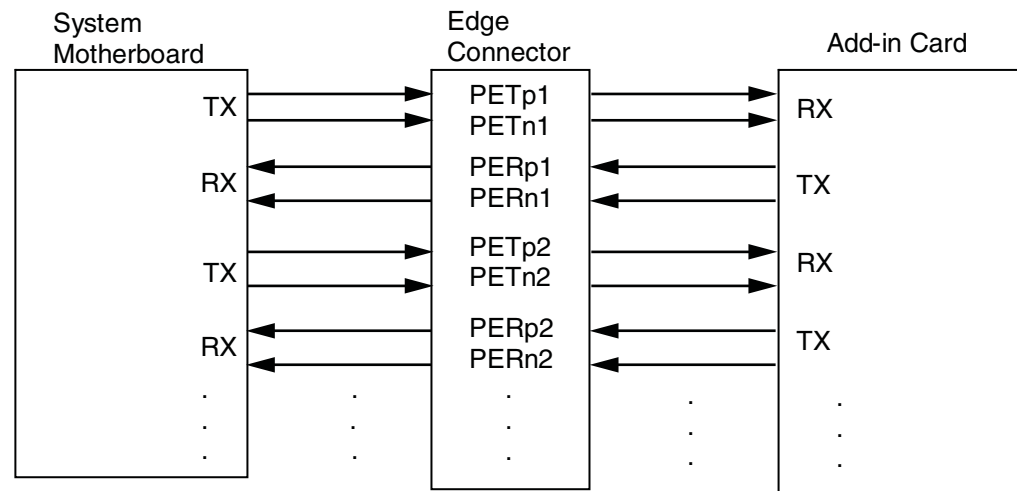 System
Motherboard
Edge
Connector
Add-in Card
TX
PETp1
PETn1
RX
RX
PERp1
PERn1
TX
TX
PETp2
PETn2
RX
RX
PERp2
PERn2
TX